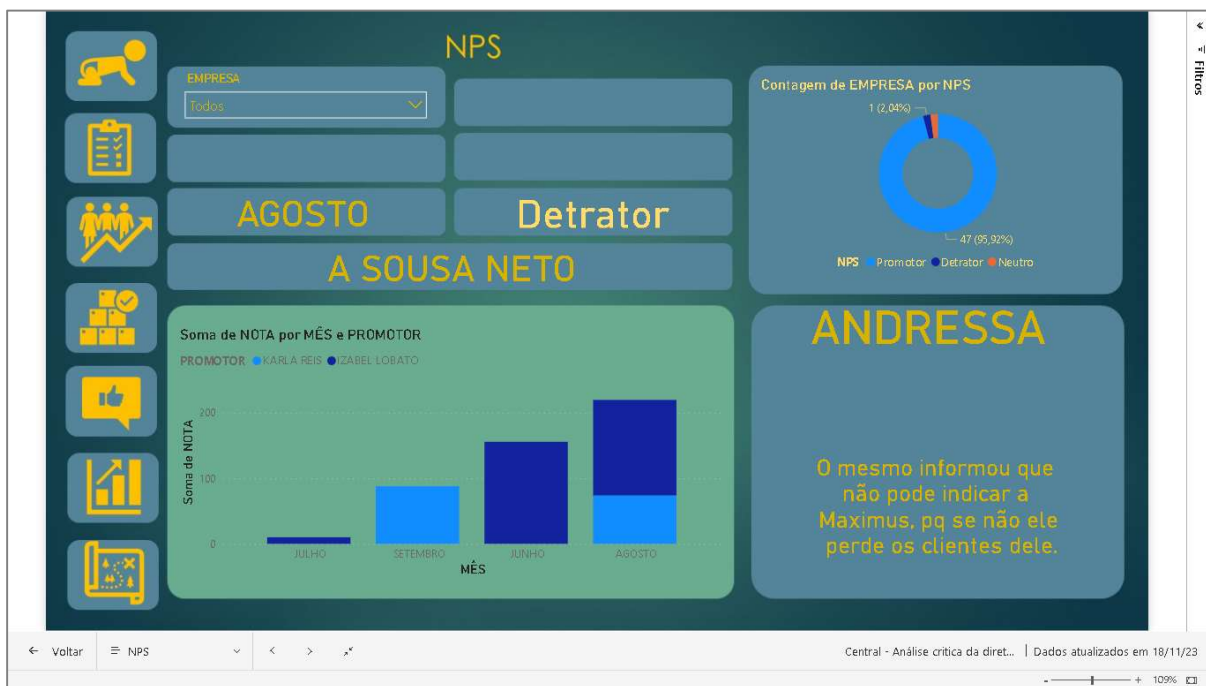 NPS
EMPRESA
Todos
AGOSTO
Detrator
A SOUSA NETO
Contagem de EMPRESA por NPS
1 (2,04%)
47 (95,92%)
NPS Promotor Detrator Neutro
Soma de NOTA por MÊS e PROMOTOR
PROMOTOR KARLA REIS IZABEL LOBATO
Soma de NOTA
200
100
0
JULHO SETEMBRO JUNHO AGOSTO
MÊS
ANDRESSA
O mesmo informou que
não pode indicar a
Maximus, pq se não ele
perde os clientes dele.
Filtros
Voltar
NPS
Central - Análise critica da diret... | Dados atualizados em 18/11/23
- + 109%